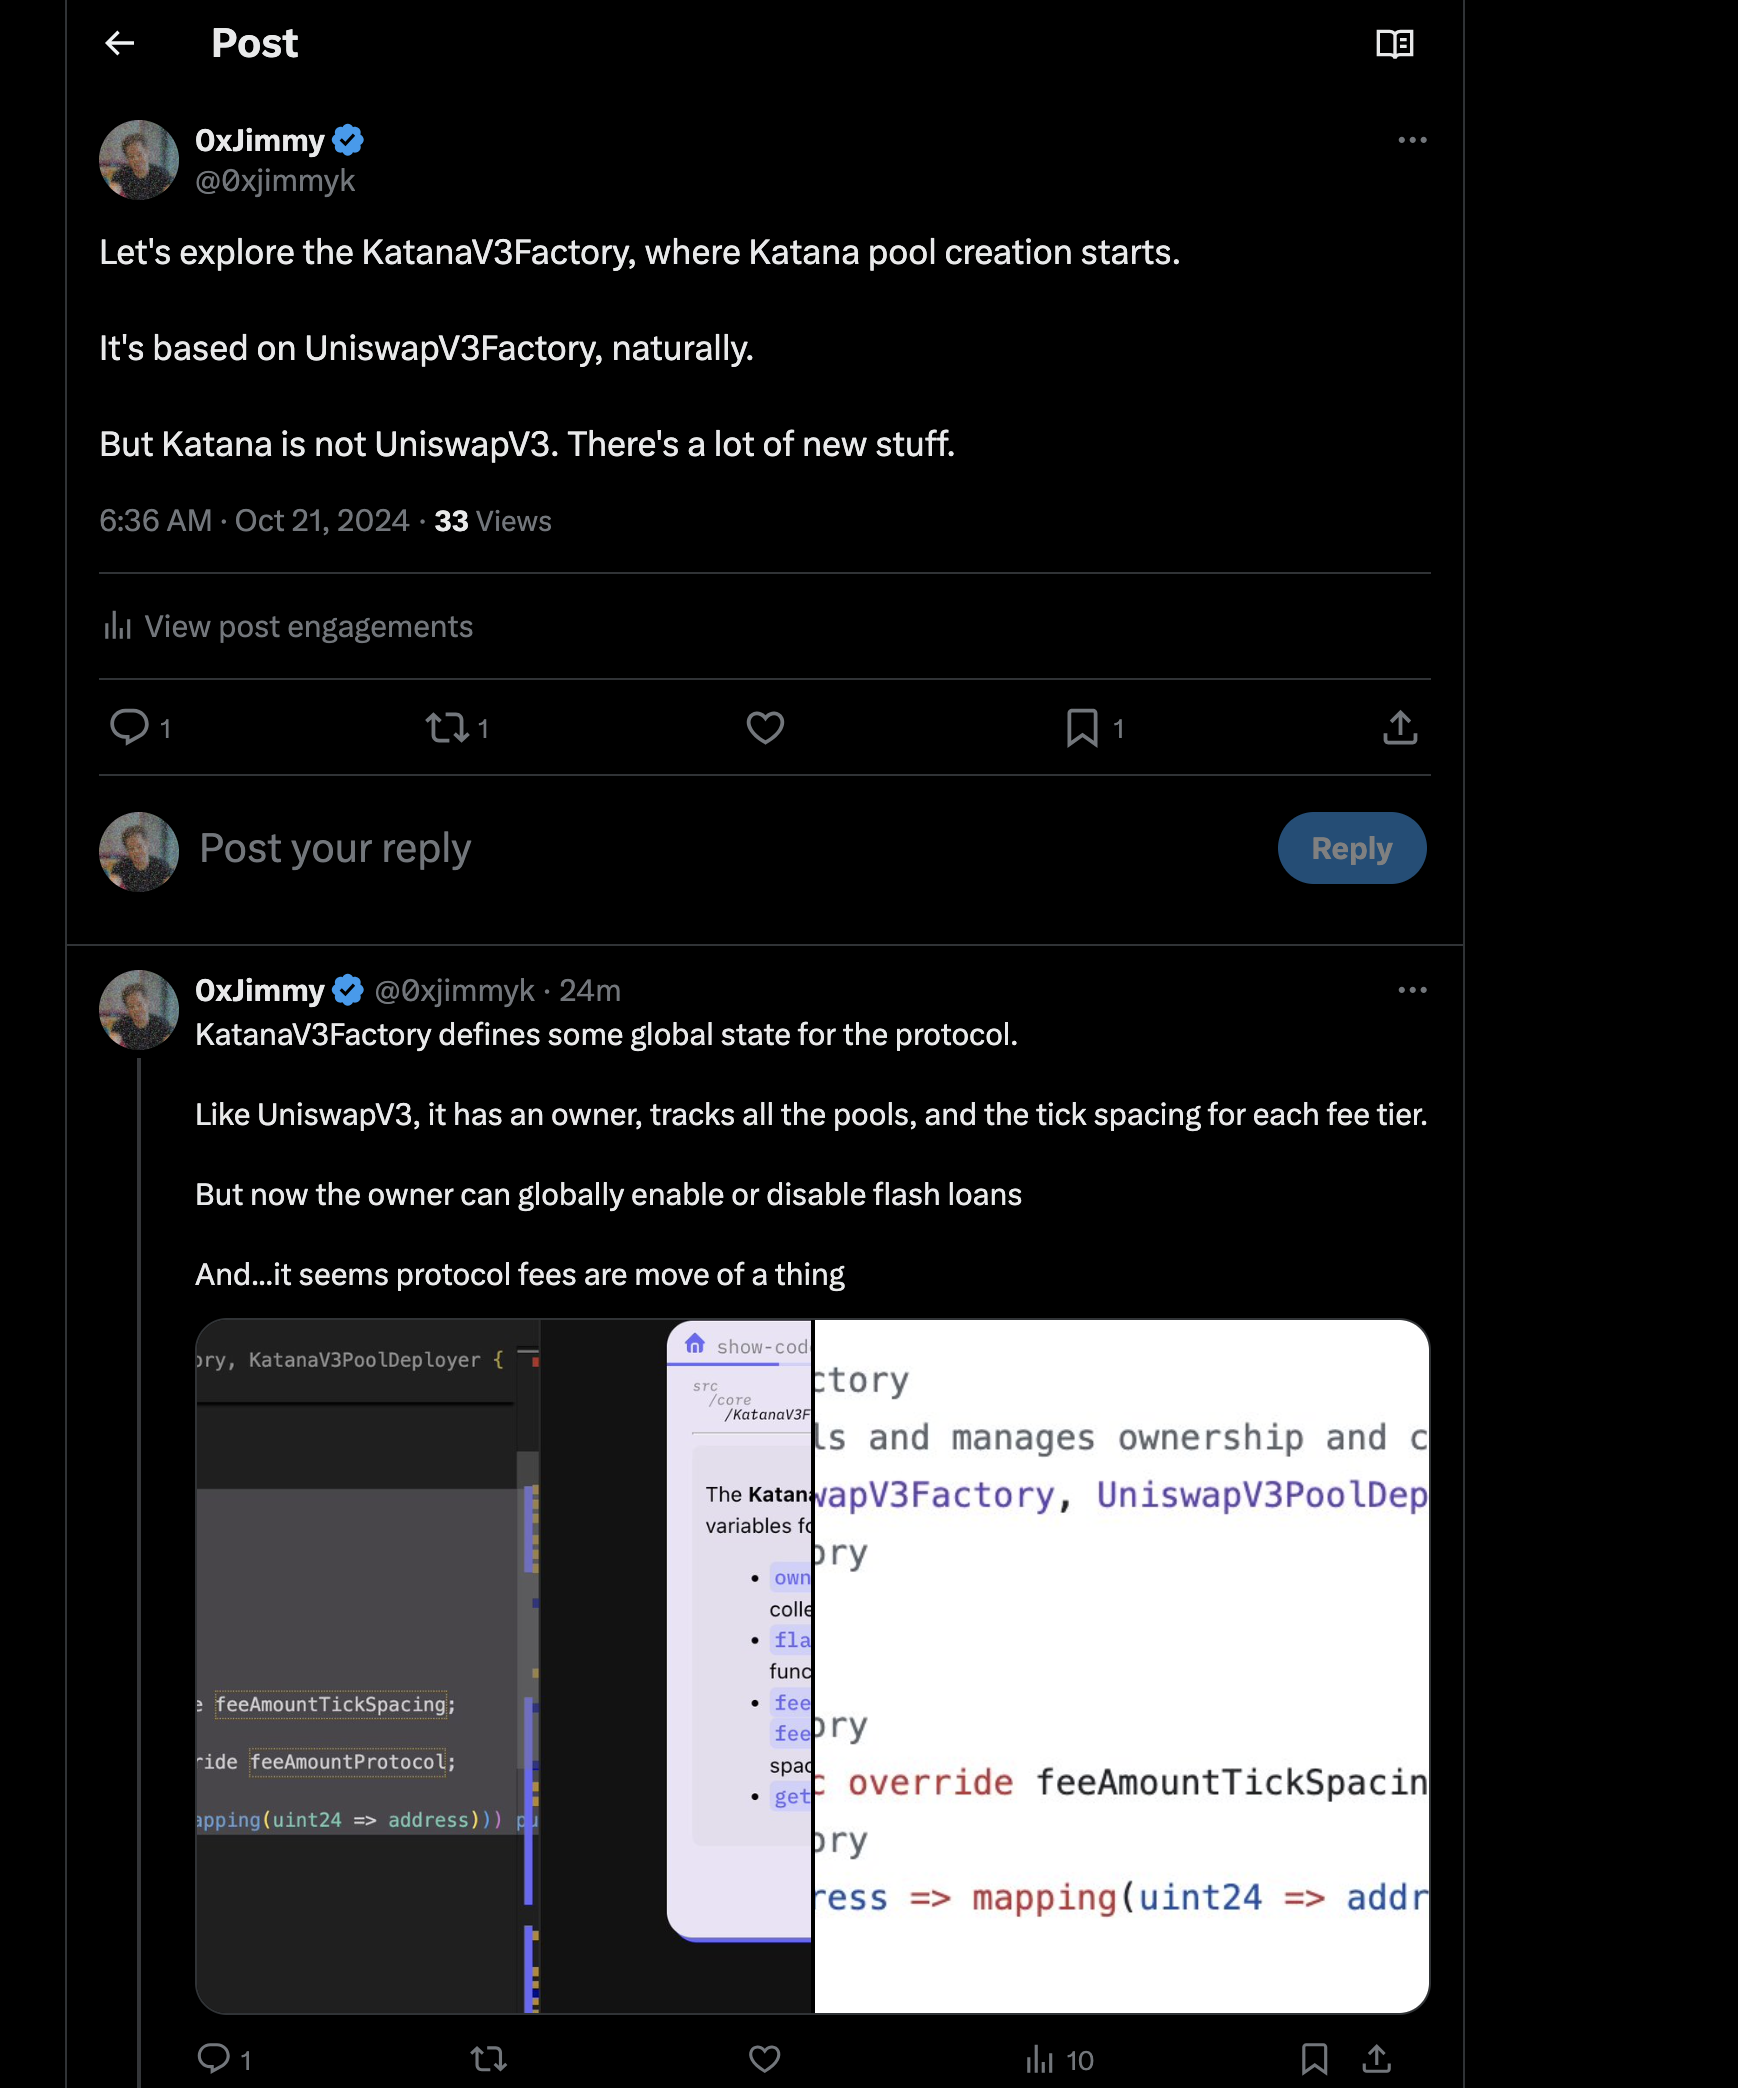 Post
0xJimmy
@0xjimmyk
Let's explore the KatanaV3Factory, where Katana pool creation starts.
It's based on UniswapV3Factory, naturally.
But Katana is not UniswapV3. There's a lot of new stuff.
6:36 AM · Oct 21, 2024 · 33 Views
View post engagements
1 1 1
Post your reply
Reply
0xJimmy @0xjimmyk · 24m
KatanaV3Factory defines some global state for the protocol.
Like UniswapV3, it has an owner, tracks all the pools, and the tick spacing for each fee tier.
But now the owner can globally enable or disable flash loans
And...it seems protocol fees are move of a thing
ory, KatanaV3PoolDeployer {
e feeAmountTickSpacing;
ride feeAmountProtocol;
apping(uint24 => address))) pu
show-cod
src
/core
/KatanaV3F
The Katana
variables fo
own
colle
fla
func
fee
fee
spac
get
ctory
ls and manages ownership and c
wapV3Factory, UniswapV3PoolDep
ory
ory
c override feeAmountTickSpacin
ory
ress => mapping(uint24 => addr
1 10